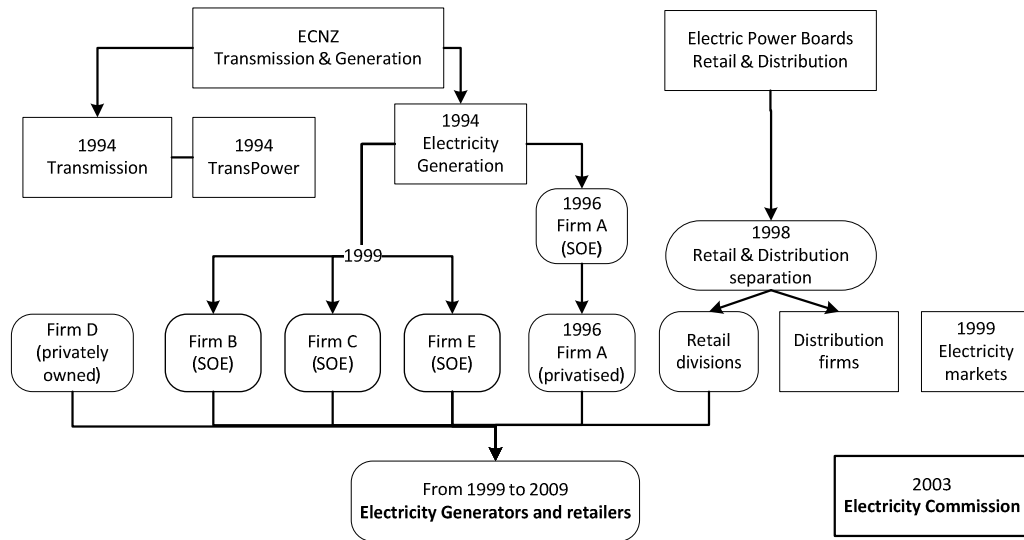 ECNZ
Transmission & Generation
Electric Power Boards
Retail & Distribution
1994
Transmission
1994
TransPower
1994
Electricity
Generation
1996
Firm A
(SOE)
1998
Retail & Distribution
separation
1999
Firm D
(privately
owned)
Firm B
(SOE)
Firm C
(SOE)
Firm E
(SOE)
1996
Firm A
(privatised)
Retail
divisions
Distribution
firms
1999
Electricity
markets
From 1999 to 2009
Electricity Generators and retailers
2003
Electricity Commission